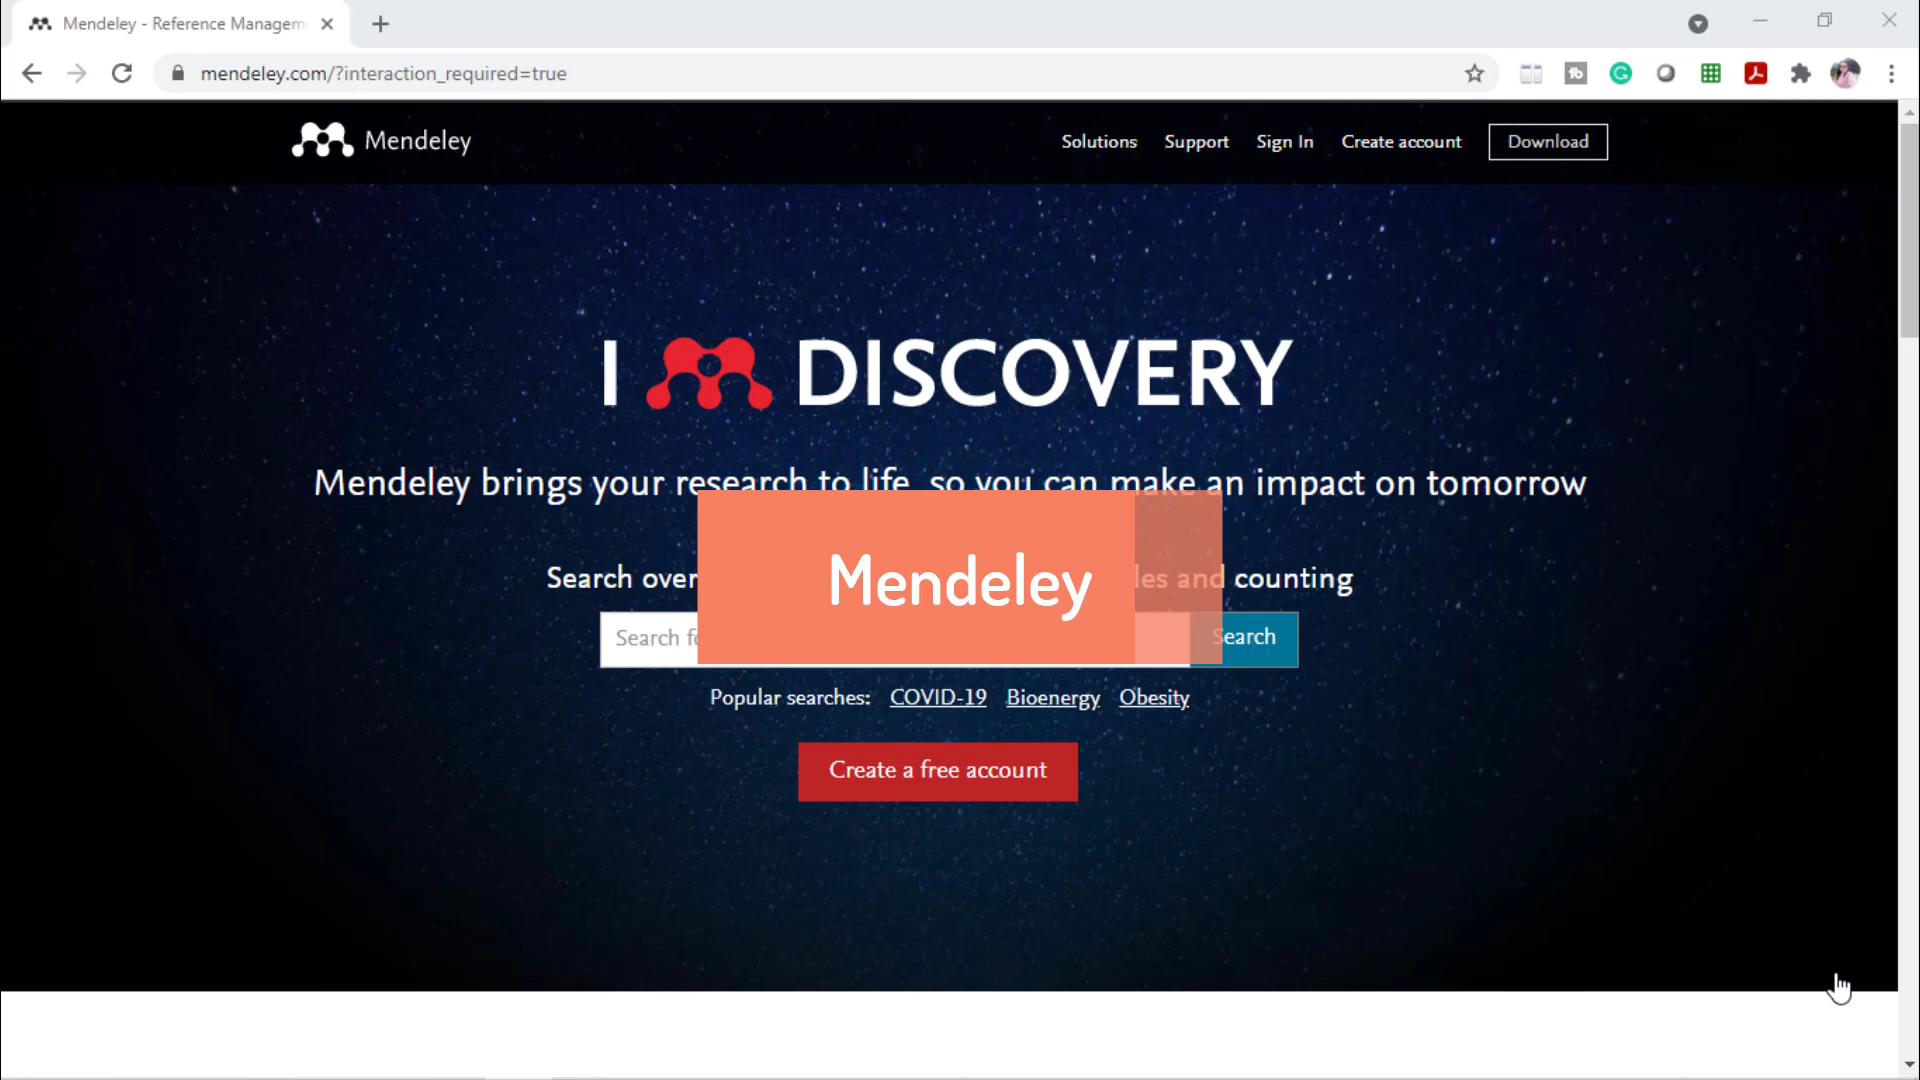 Mendeley - Reference Managem
mendeley.com/?interaction_required=true
Mendeley
Solutions Support Sign In Create account Download
I DISCOVERY
Mendeley brings your research to life, so you can make an impact on tomorrow
Search over and counting
Mendeley
Search Search
Popular searches: COVID-19 Bioenergy Obesity
Create a free account